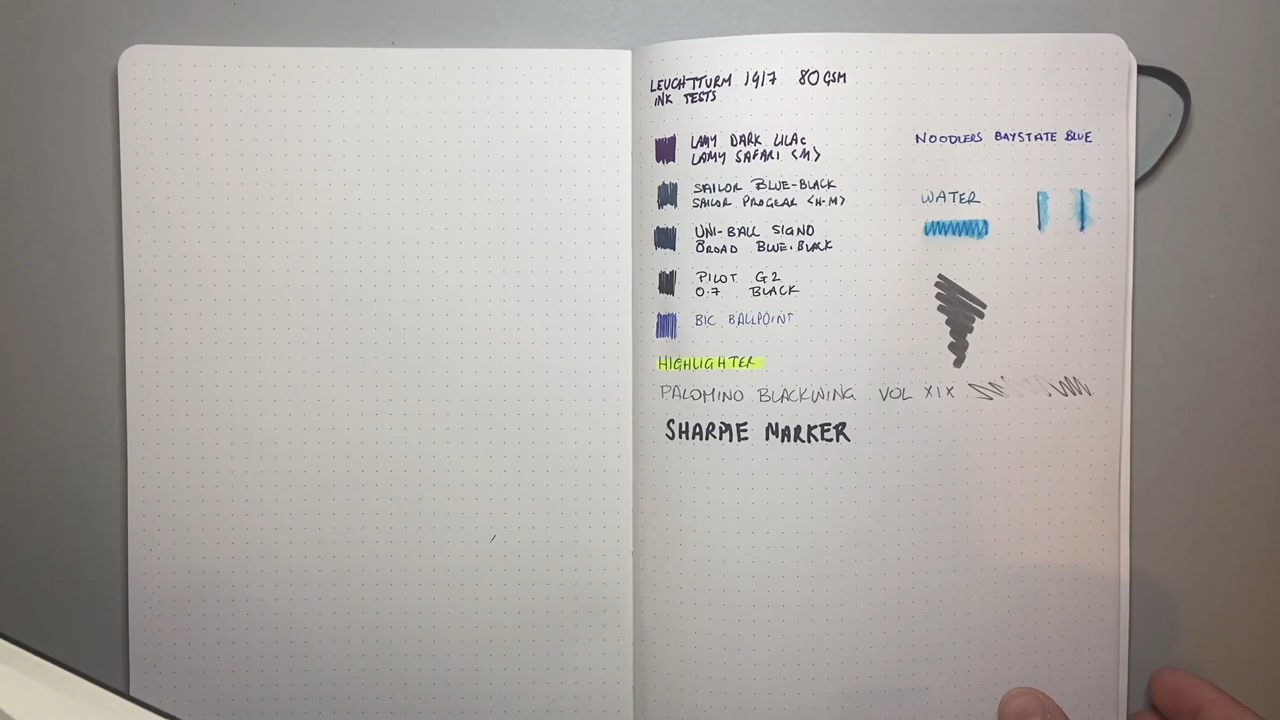 LEUCHTTURM 1917 80GSM
INK TESTS
LAMY DARK LILAC
LAMY SAFARI <M>
NOODLERS BAYSTATE BLUE
SAILOR BLUE-BLACK
SAILOR PROGEAR <H-M>
WATER
UNI-BALL SIGNO
BROAD BLUE-BLACK
PILOT G2
0.7 BLACK
BIC BALLPOINT
HIGHLIGHTER
PALOMINO BLACKWING VOL XIX
SHARPIE MARKER